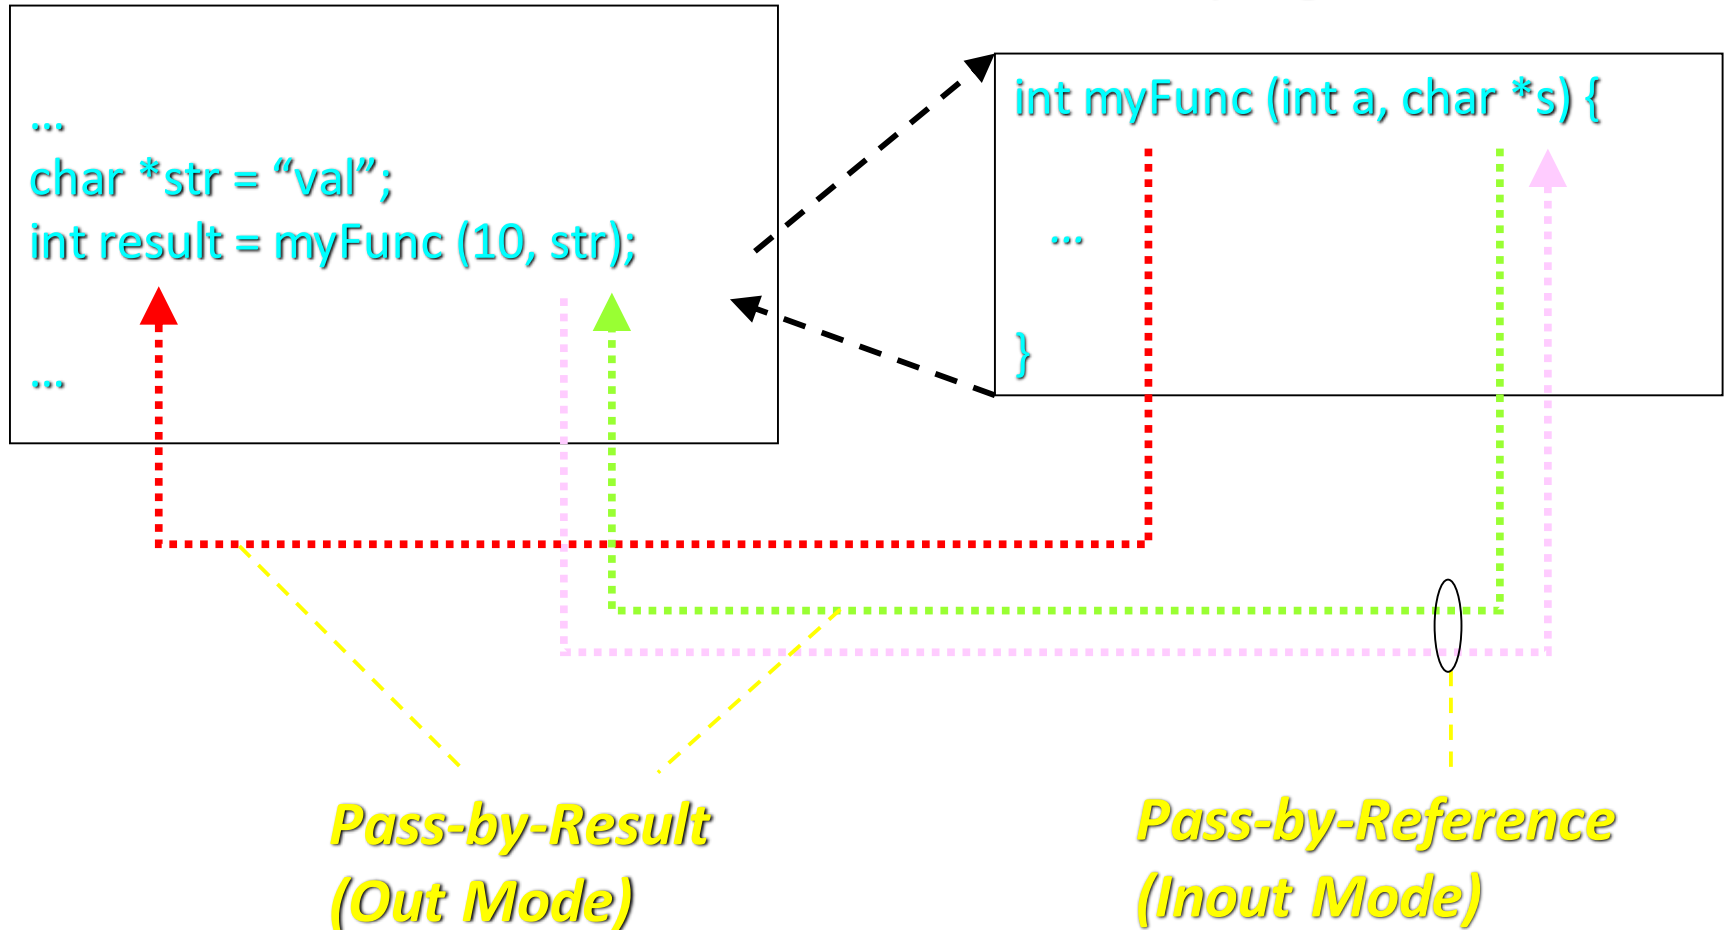 ...
char *str = “val”;
int result = myFunc (10, str);
...
int myFunc (int a, char *s) {
...
}
Pass-by-Result
(Out Mode)
Pass-by-Reference
(Inout Mode)